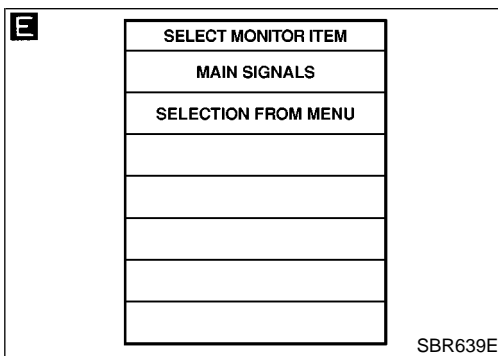 E
SELECT MONITOR ITEM
MAIN SIGNALS
SELECTION FROM MENU
SBR639E